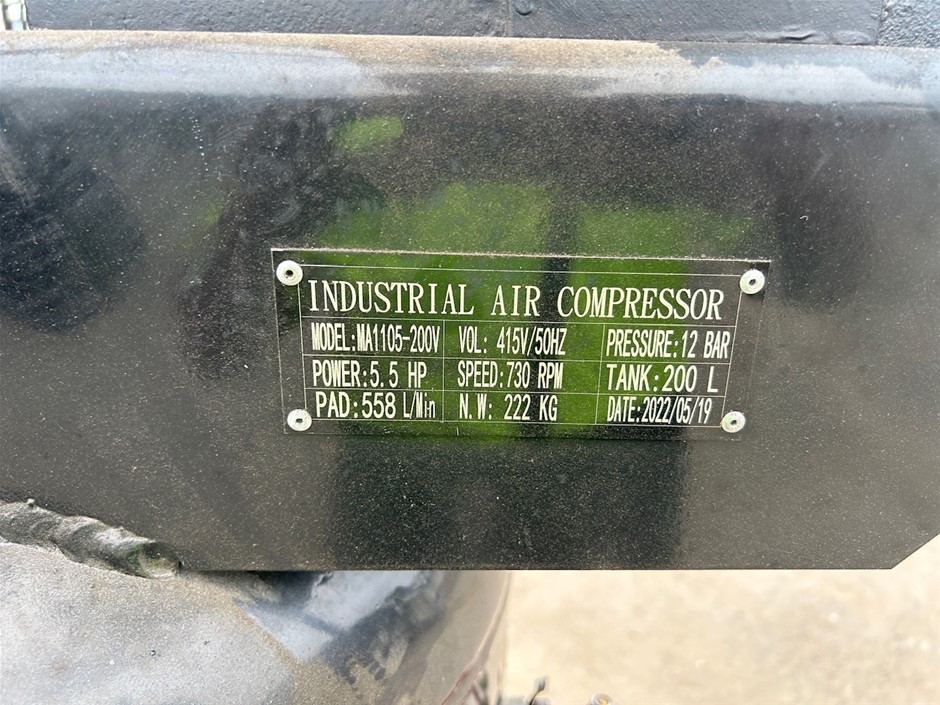 INDUSTRIAL AIR COMPRESSOR
MODEL:MA1105-200V VOL: 415V/50HZ PRESSURE:12 BAR
POWER:5.5 HP SPEED:730 RPM TANK:200 L
PAD:558 L/Min N.W: 222 KG DATE:2022/05/19